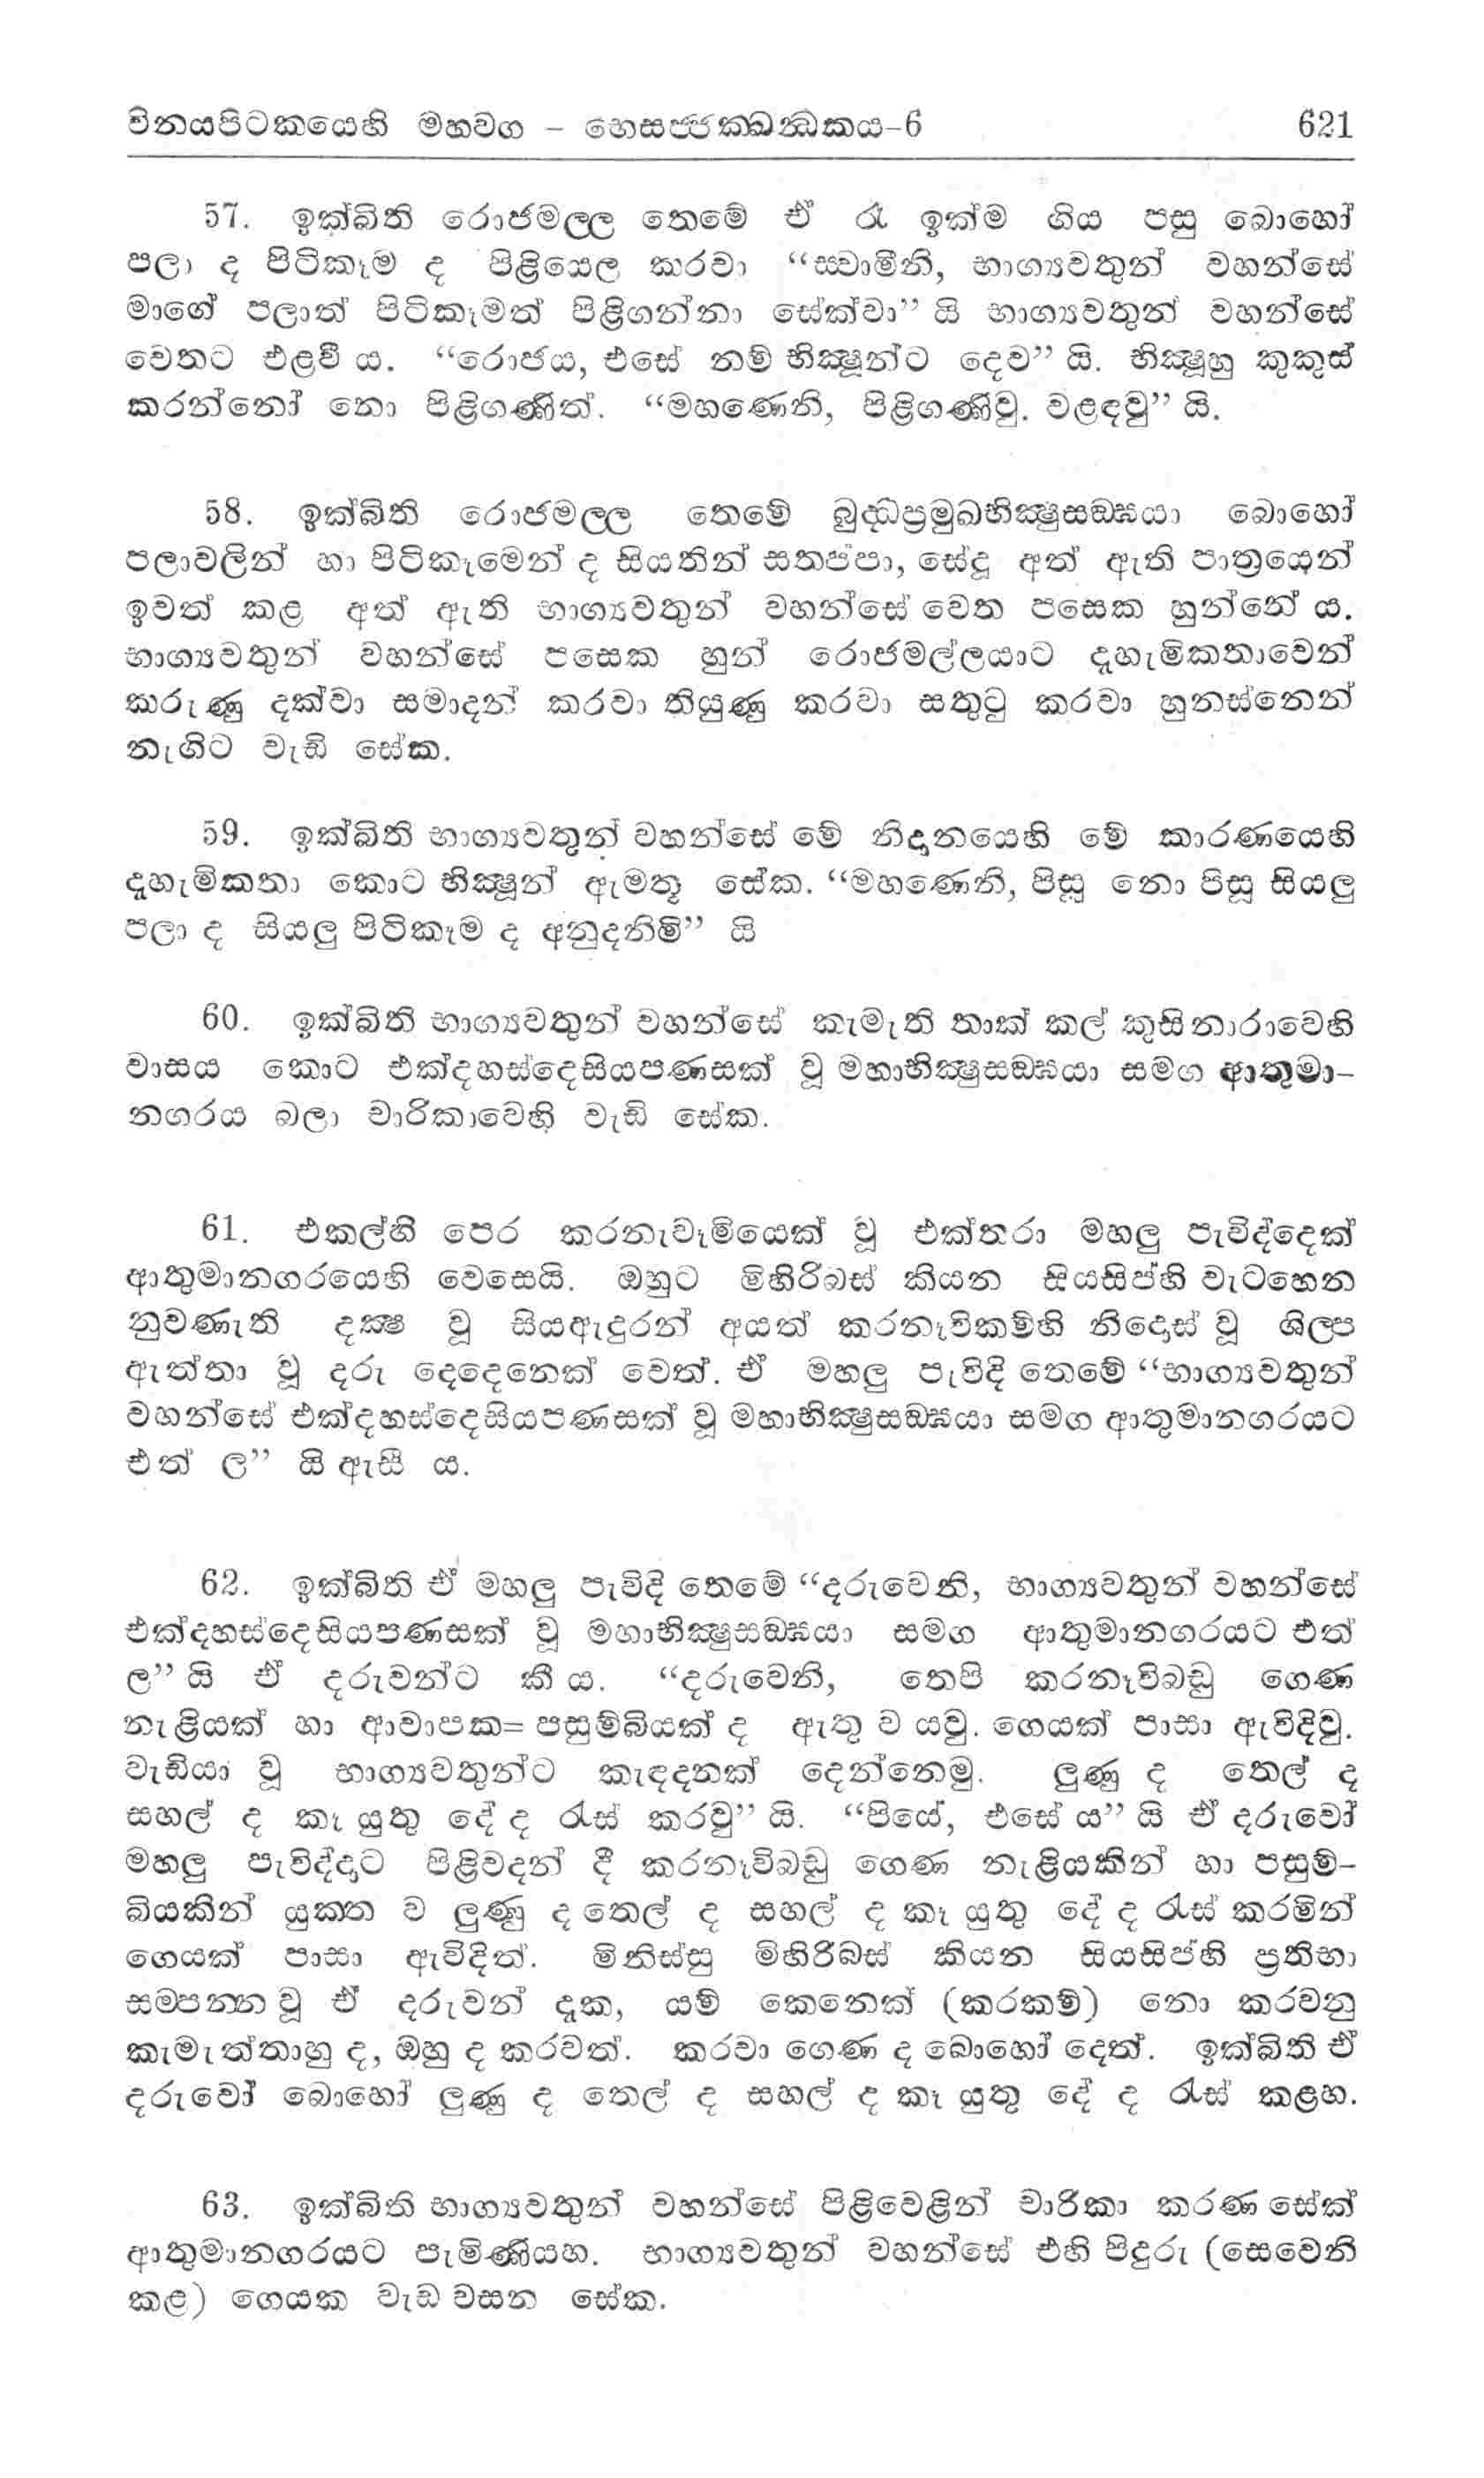 විනයපිටකයෙහි මහවග – භෙසජ්ජක්ඛන්ධකය–6 621
57. ඉක්බිති රොජමල්ල තෙමේ ඒ රෑ ඉක්ම ගිය පසු බොහෝ
පලා ද පිටිකෑම ද පිළියෙල කරවා “ස්වාමීනි, භාග්‍යවතුන් වහන්සේ
මාගේ පලාත් පිටිකෑමත් පිළිගන්නා සේක්වා” යි භාග්‍යවතුන් වහන්සේ
වෙතට එළවී ය. “රොජය, එසේ නම් භික්‍ෂූන්ට දෙව” යි. භික්‍ෂූහු කුකුස්
කරන්නෝ නො පිළිගණිත්. “මහණෙනි, පිළිගණිවු. වළඳවු” යි.
58. ඉක්බිති රොජමල්ල තෙමේ බුද්ධප්‍රමුඛභික්‍ෂුසඞ්ඝයා බොහෝ
පලාවලින් හා පිටිකෑමෙන් ද සියතින් සතප්පා, සේදූ අත් ඇති පාත්‍රයෙන්
ඉවත් කළ අත් ඇති භාග්‍යවතුන් වහන්සේ වෙත පසෙක හුන්නේ ය.
භාග්‍යවතුන් වහන්සේ පසෙක හුන් රොජමල්ලයාට දැහැමිකතාවෙන්
කරුණු දක්වා සමාදන් කරවා තියුණු කරවා සතුටු කරවා හුනස්නෙන්
නැගිට වැඩි සේක.
59. ඉක්බිති භාග්‍යවතුන් වහන්සේ මේ නිදානයෙහි මේ කාරණයෙහි
දැහැමිකතා කොට භික්‍ෂූන් ඇමතූ සේක. “මහණෙනි, පිසූ නො පිසූ සියලු
පලා ද සියලු පිටිකෑම ද අනුදනිමි” යි
60. ඉක්බිති භාග්‍යවතුන් වහන්සේ කැමැති තාක් කල් කුසිනාරාවෙහි
වාසය කොට එක්දහස්දෙසියපණසක් වූ මහාභික්‍ෂුසඞ්ඝයා සමග ආතුමා–
නගරය බලා චාරිකාවෙහි වැඩි සේක.
61. එකල්හි පෙර කරනැවෑමියෙක් වූ එක්තරා මහලු පැවිද්දෙක්
ආතුමානගරයෙහි වෙසෙයි. ඔහුට මිහිරිබස් කියන සියසිප්හි වැටහෙන
නුවණැති දක්‍ෂ වූ සියඇදුරන් අයත් කරනෑවිකම්හි නිදොස් වූ ශිල්ප
ඇත්තා වූ දරු දෙදෙනෙක් වෙත්. ඒ මහලු පැවිදි තෙමේ “භාග්‍යවතුන්
වහන්සේ එක්දහස්දෙසියපණසක් වූ මහාභික්‍ෂුසඞ්ඝයා සමග ආතුමානගරයට
එත් ල” යි ඇසී ය.
62. ඉක්බිති ඒ මහලු පැවිදි තෙමේ “දරුවෙනි, භාග්‍යවතුන් වහන්සේ
එක්දහස්දෙසියපණසක් වූ මහාභික්‍ෂුසඞ්ඝයා සමග ආතුමානගරයට එත්
ල” යි ඒ දරුවන්ට කී ය. “දරුවෙනි, තෙපි කරනෑවිබඩු ගෙණ
නැළියක් හා ආවාපක= පසුම්බියක් ද ඇතු ව යවු. ගෙයක් පාසා ඇවිදිවු.
වැඩියා වූ භාග්‍යවතුන්ට කැඳදනක් දෙන්නෙමු. ලුණු ද තෙල් ද
සහල් ද කෑ යුතු දේ ද රැස් කරවු” යි. “පියේ, එසේ ය” යි ඒ දරුවෝ
මහලු පැවිද්දාට පිළිවදන් දී කරනෑවිබඩු ගෙණ නැළියකින් හා පසුම්–
බියකින් යුක්ත ව ලුණු ද තෙල් ද සහල් ද කෑ යුතු දේ ද රැස් කරමින්
ගෙයක් පාසා ඇවිදිත්. මිනිස්සු මිහිරිබස් කියන සියසිප්හි ප්‍රතිභා
සම්පන්න වූ ඒ දරුවන් දැක, යම් කෙනෙක් (කරකම්) නො කරවනු
කැමැත්තාහු ද, ඔහු ද කරවත්. කරවා ගෙණ ද බොහෝ දෙත්. ඉක්බිති ඒ
දරුවෝ බොහෝ ලුණු ද තෙල් ද සහල් ද කෑ යුතු දේ ද රැස් කළහ.
63. ඉක්බිති භාග්‍යවතුන් වහන්සේ පිළිවෙළින් චාරිකා කරණ සේක්
ආතුමානගරයට පැමිණියහ. භාග්‍යවතුන් වහන්සේ එහි පිදුරු (සෙවෙනි
කළ) ගෙයක වැඩ වසන සේක.